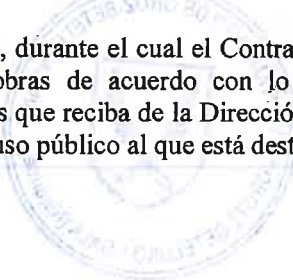 , durante el cual el Contra
obras de acuerdo con lo
s que reciba de la Direcció
uso público al que está dest